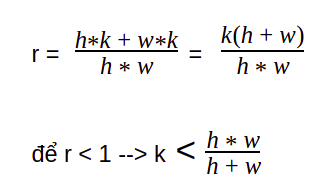 r = h*k + w*k / h * w = k(h + w) / h * w
để r < 1 --> k < h * w / h + w